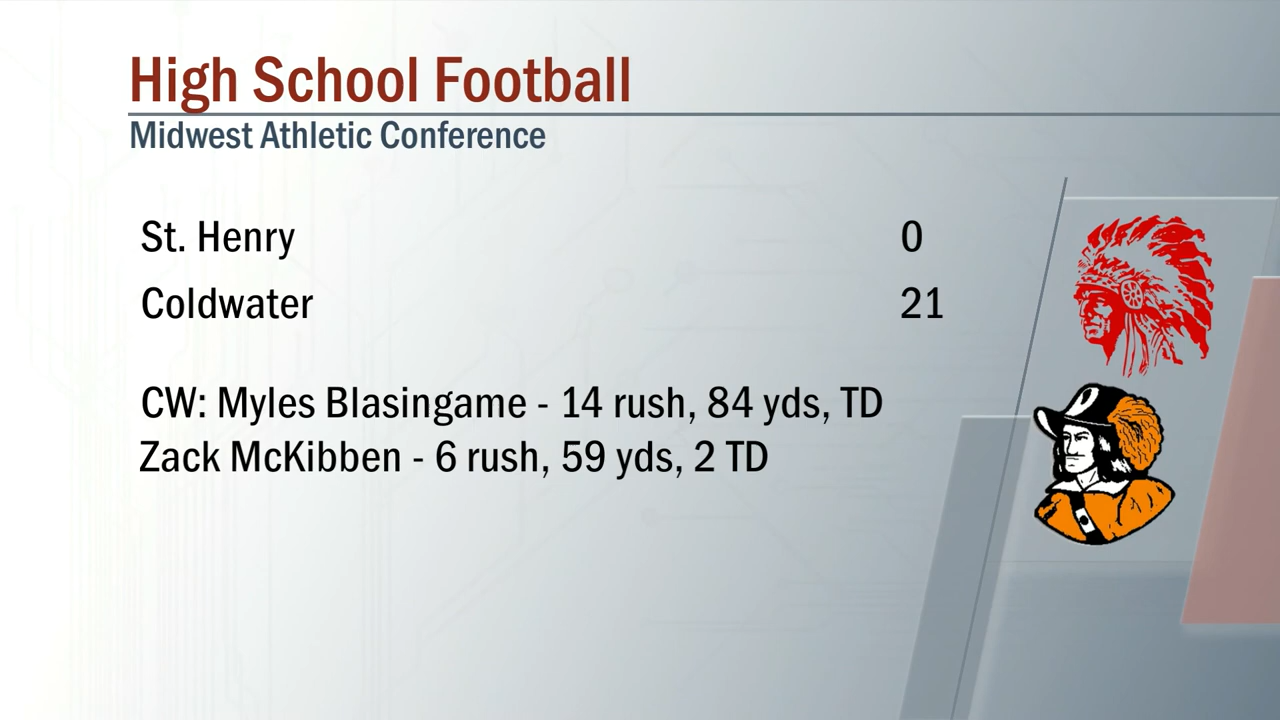 High School Football
Midwest Athletic Conference
St. Henry 0
Coldwater 21
CW: Myles Blasingame - 14 rush, 84 yds, TD
Zack McKibben - 6 rush, 59 yds, 2 TD